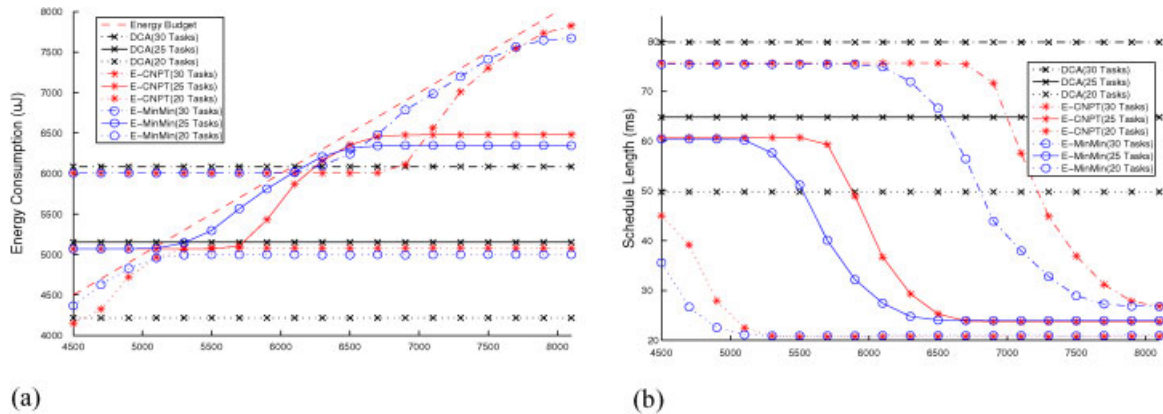 8000
7500
7000
6500
6000
5500
5000
4500
4000
Energy Consumption (uJ)
Energy Budget
DCA(30 Tasks)
DCA(25 Tasks)
DCA(20 Tasks)
E-CNPT(30 Tasks)
E-CNPT(25 Tasks)
E-CNPT(20 Tasks)
E-MinMin(30 Tasks)
E-MinMin(25 Tasks)
E-MinMin(20 Tasks)
4500 5000 5500 6000 6500 7000 7500 8000
(a)
80
70
60
50
40
30
20
Schedule Length (ms)
DCA(30 Tasks)
DCA(25 Tasks)
DCA(20 Tasks)
E-CNPT(30 Tasks)
E-CNPT(25 Tasks)
E-CNPT(20 Tasks)
E-MinMin(30 Tasks)
E-MinMin(25 Tasks)
E-MinMin(20 Tasks)
4500 5000 5500 6000 6500 7000 7500 8000
(b)